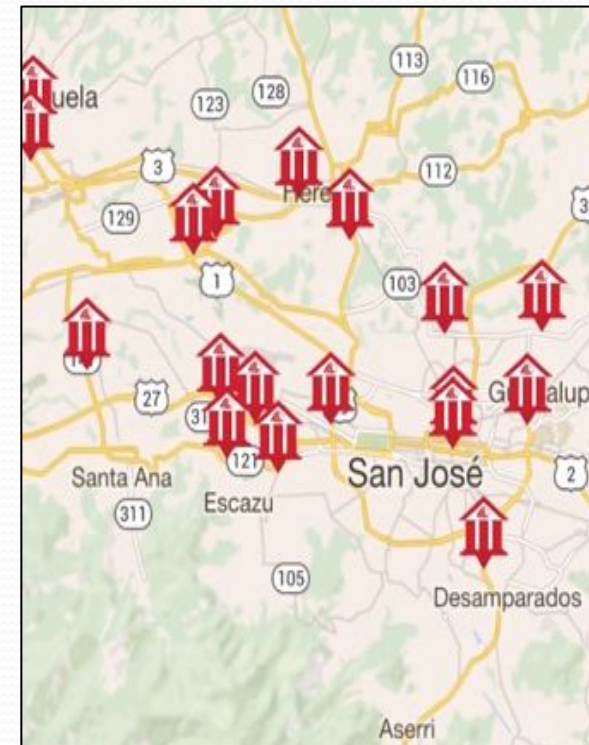 113
116
128
123
uela
3
112
Here
129
1
103
27
121
Santa Ana
Escazu
San José
2
311
105
Desamparados
Aserri